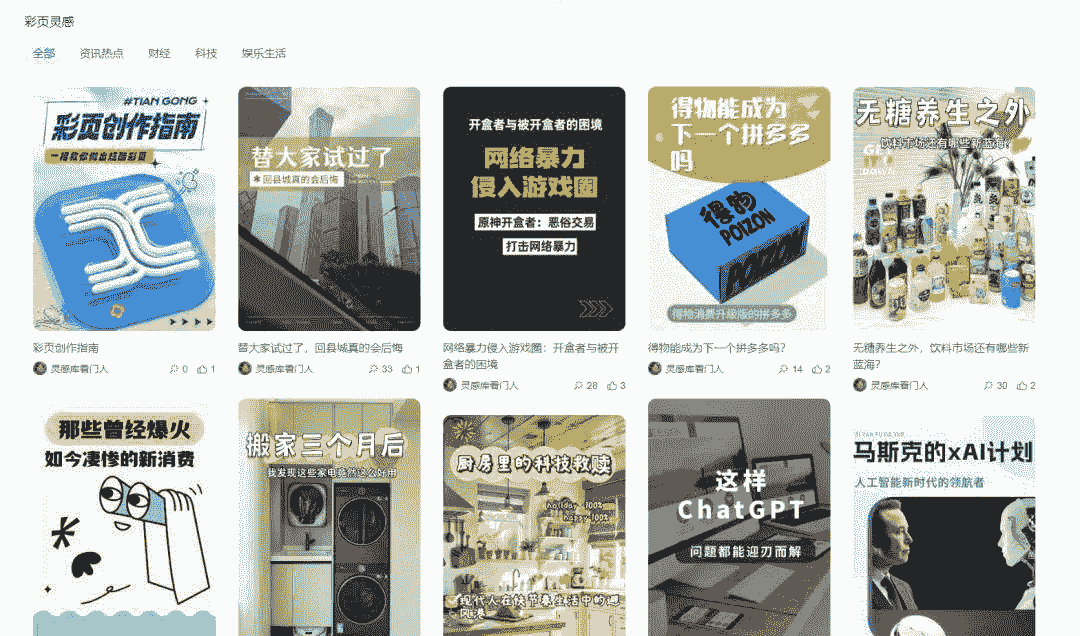 彩页灵感
全部 资讯热点 财经 科技 娱乐生活
#TIAN GONG
彩页创作指南
替大家试过了
*回县城真的会后悔
开盒者与被开盒者的困境
网络暴力
侵入游戏圈
原神开盒者:恶俗交易
打击网络暴力
得物能成为
下一个拼多多
吗
得物
POIZON
POIZON
得物消费升级版的拼多多
无糖养生之外
饮料市场还有哪些新蓝海?
彩页创作指南
灵感库看门人 0 1
替大家试过了,回县城真的会后悔
灵感库看门人 33 1
网络暴力侵入游戏圈:开盒者与被开
盒者的困境
灵感库看门人 28 3
得物能成为下一个拼多多吗?
灵感库看门人 14 2
无糖养生之外,饮料市场还有哪些新
蓝海?
灵感库看门人 30 2
那些曾经爆火
如今凄惨的新消费
搬家三个月后
我发现这些家电竟然这么好用
厨房里的科技救赎
holiday 100%
happy 100%
现代人在快节奏生活中的避
风港
这样
ChatGPT
问题都能迎刃而解
马斯克的xAI计划
人工智能新时代的领航者